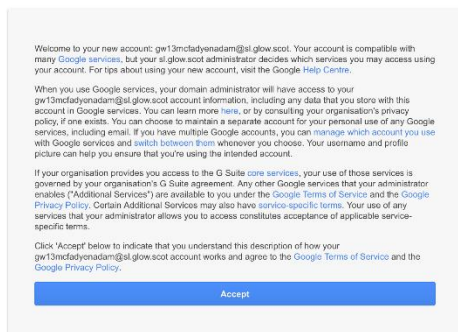 Welcome to your new account: gw13mcfadyenadam@sl.glow.scot. Your account is compatible with
many Google services, but your sl.glow.scot administrator decides which services you may access using
your account. For tips about using your new account, visit the Google Help Centre.
When you use Google services, your domain administrator will have access to your
gw13mcfadyenadam@sl.glow.scot account information, including any data that you store with this
account in Google services. You can learn more here, or by consulting your organisation's privacy
policy, if one exists. You can choose to maintain a separate account for your personal use of any Google
services, including email. If you have multiple Google accounts, you can manage which account you use
with Google services and switch between them whenever you choose. Your username and profile
picture can help you ensure that you're using the intended account.
If your organisation provides you access to the G Suite core services, your use of those services is
governed by your organisation's G Suite agreement. Any other Google services that your administrator
enables ("Additional Services") are available to you under the Google Terms of Service and the Google
Privacy Policy. Certain Additional Services may also have service-specific terms. Your use of any
services that your administrator allows you to access constitutes acceptance of applicable service-
specific terms.
Click 'Accept' below to indicate that you understand this description of how your
gw13mcfadyenadam@sl.glow.scot account works and agree to the Google Terms of Service and the
Google Privacy Policy.
Accept